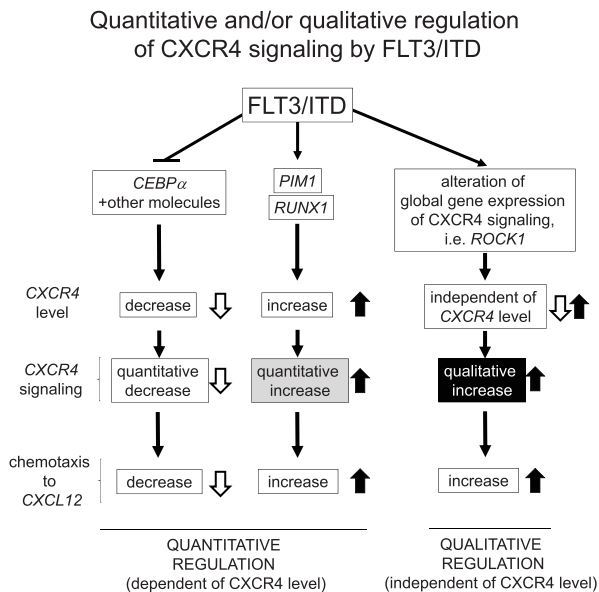 Quantitative and/or qualitative regulation
of CXCR4 signaling by FLT3/ITD
FLT3/ITD
CEBPα
+other molecules
PIM1
RUNX1
alteration of
global gene expression
of CXCR4 signaling,
i.e. ROCK1
CXCR4
level
decrease
increase
independent of
CXCR4 level
CXCR4
signaling
quantitative
decrease
quantitative
increase
qualitative
increase
chemotaxis
to
CXCL12
decrease
increase
increase
QUANTITATIVE
REGULATION
(dependent of CXCR4 level)
QUALITATIVE
REGULATION
(independent of CXCR4 level)